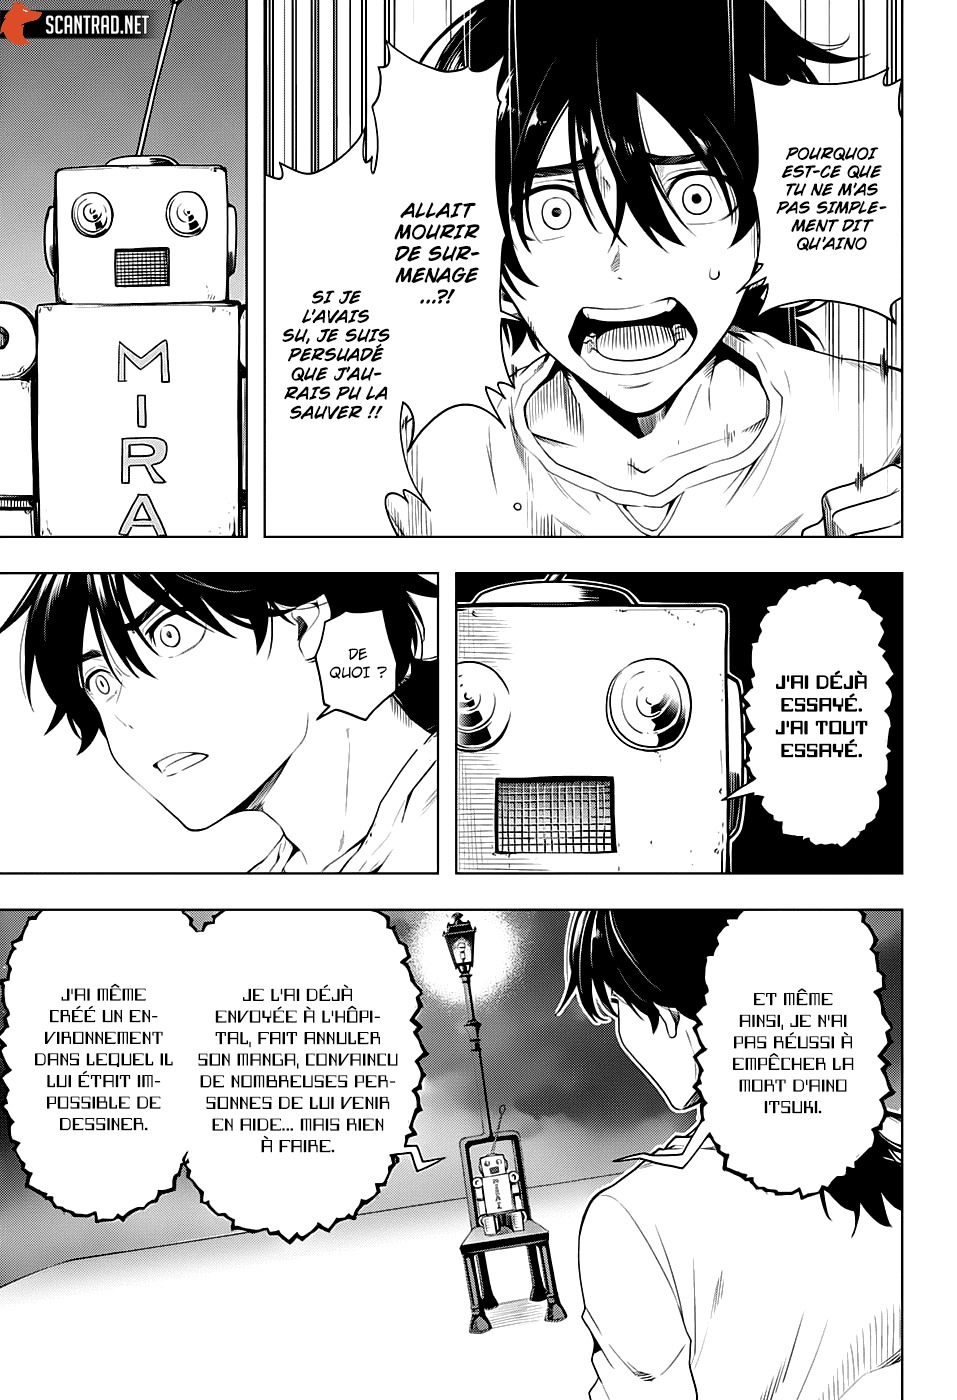 SCANTRAD.NET
POURQUOI
EST-CE QUE
TU NE M'AS
PAS SIMPLE-
MENT DIT
QU'AINO
ALLAIT
MOURIR
DE SUR-
MENAGE
...?!
SI JE
L'AVAIS
SU, JE SUIS
PERSUADÉ
QUE J'AU-
RAIS PU LA
SAUVER !!
M
I
R
A
J'AI DÉJÀ
ESSAYÉ.
J'AI TOUT
ESSAYÉ.
DE
QUOI ?
ET MÊME
AINSI, JE N'AI
PAS RÉUSSI À
EMPÊCHER LA
MORT D'AINO
ITSUKI.
JE L'AI DÉJÀ
ENVOYÉE À L'HÔPI-
TAL, FAIT ANNULER
SON MANGA, CONVAINCU
DE NOMBREUSES PER-
SONNES DE LUI VENIR
EN AIDE... MAIS RIEN
À FAIRE.
J'AI MÊME
CRÉÉ UN EN-
VIRONNEMENT
DANS LEQUEL IL
LUI ÉTAIT IM-
POSSIBLE DE
DESSINER.
M
I
R
A
I